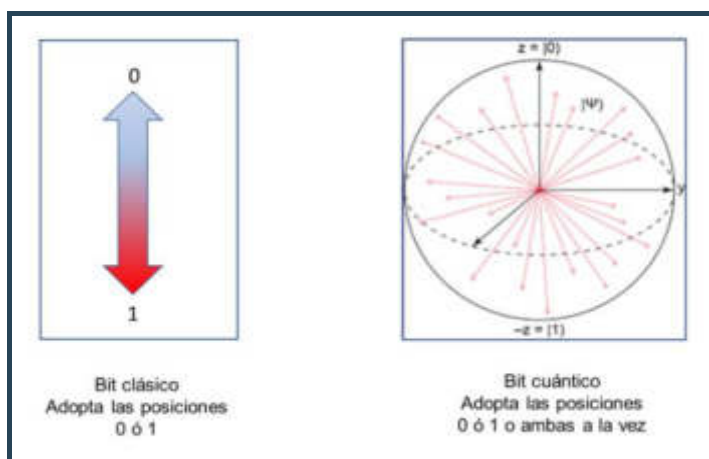 0
1
Bit clásico
Adopta las posiciones
0 ó 1
z = |0⟩
|Ψ⟩
y
−z = |1⟩
Bit cuántico
Adopta las posiciones
0 ó 1 o ambas a la vez